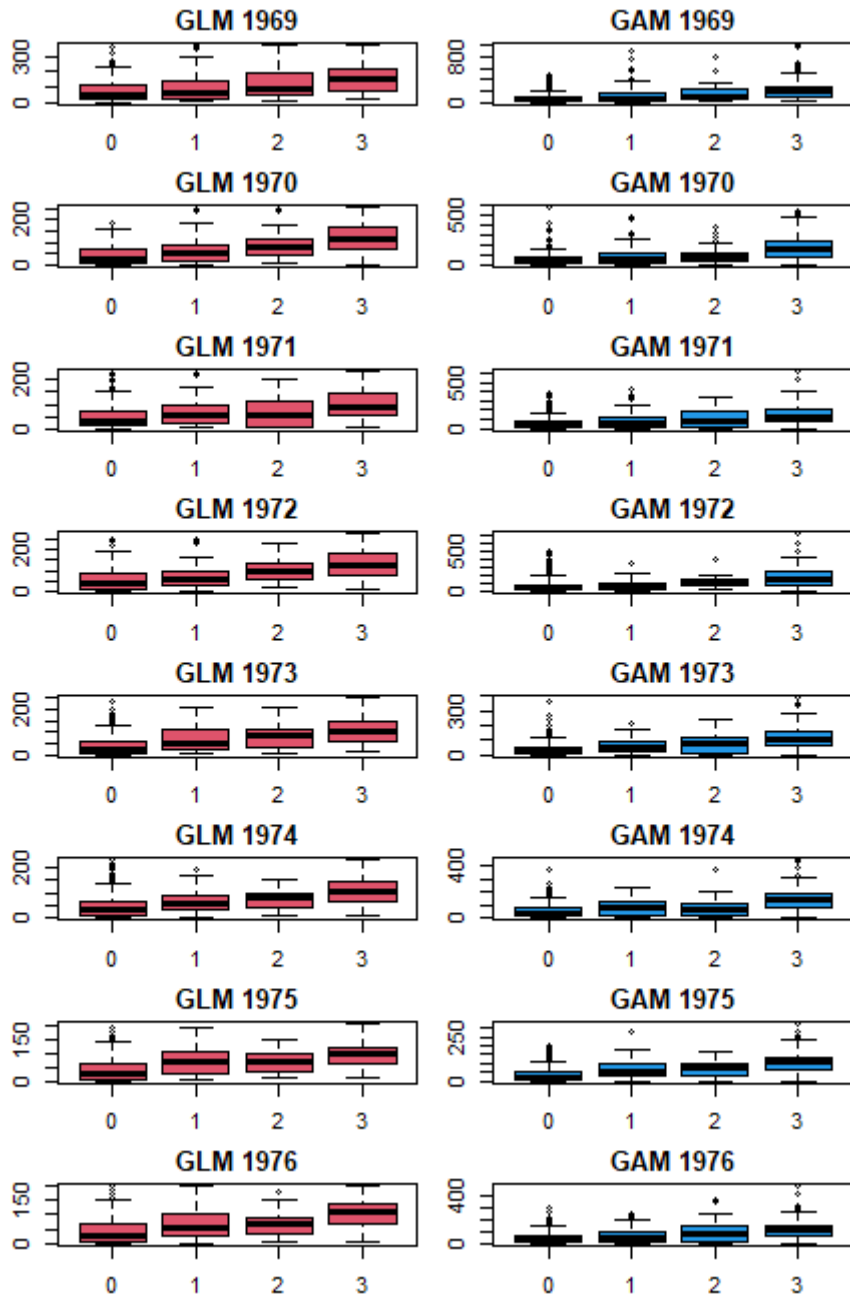 GLM 1969 GAM 1969
300 800
0 0
0 1 2 3 0 1 2 3
GLM 1970 GAM 1970
200 500
0 0
0 1 2 3 0 1 2 3
GLM 1971 GAM 1971
200 500
0 0
0 1 2 3 0 1 2 3
GLM 1972 GAM 1972
200 500
0 0
0 1 2 3 0 1 2 3
GLM 1973 GAM 1973
200 300
0 0
0 1 2 3 0 1 2 3
GLM 1974 GAM 1974
200 400
0 0
0 1 2 3 0 1 2 3
GLM 1975 GAM 1975
150 250
0 0
0 1 2 3 0 1 2 3
GLM 1976 GAM 1976
150 400
0 0
0 1 2 3 0 1 2 3